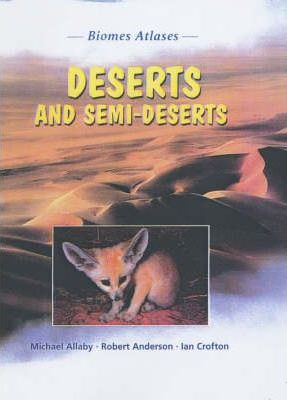 — Biomes Atlases —
DESERTS
AND SEMI-DESERTS
Michael Allaby · Robert Anderson · Ian Crofton